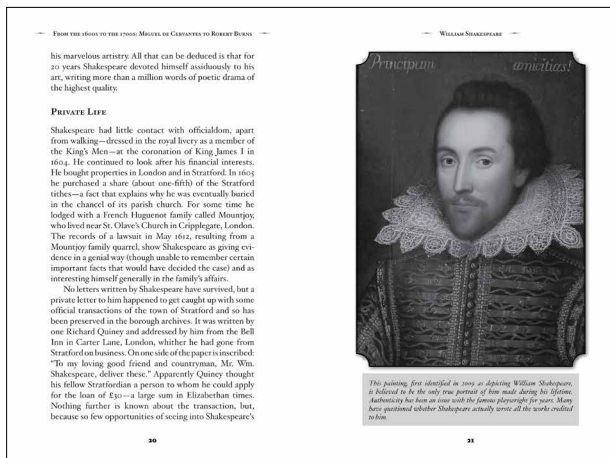 From the 1600s to the 1700s: Miguel de Cervantes to Robert Burns
his marvelous artistry. All that can be deduced is that for
20 years Shakespeare devoted himself assiduously to his
art, writing more than a million words of poetic drama of
the highest quality.
Private Life
Shakespeare had little contact with officialdom, apart
from walking—dressed in the royal livery as a member of
the King's Men—at the coronation of King James I in
1604. He continued to look after his financial interests.
He bought properties in London and in Stratford. In 1605
he purchased a share (about one-fifth) of the Stratford
tithes—a fact that explains why he was eventually buried
in the chancel of its parish church. For some time he
lodged with a French Huguenot family called Mountjoy,
who lived near St. Olave's Church in Cripplegate, London.
The records of a lawsuit in May 1612, resulting from a
Mountjoy family quarrel, show Shakespeare as giving evi-
dence in a genial way (though unable to remember certain
important facts that would have decided the case) and as
interesting himself generally in the family's affairs.
No letters written by Shakespeare have survived, but a
private letter to him happened to get caught up with some
official transactions of the town of Stratford and so has
been preserved in the borough archives. It was written by
one Richard Quiney and addressed by him from the Bell
Inn in Carter Lane, London, whither he had gone from
Stratford on business. On one side of the paper is inscribed:
"To my loving good friend and countryman, Mr. Wm.
Shakespeare, deliver these." Apparently Quiney thought
his fellow Stratfordian a person to whom he could apply
for the loan of £30—a large sum in Elizabethan times.
Nothing further is known about the transaction, but,
because so few opportunities of seeing into Shakespeare's
20
William Shakespeare
Principum amicitias!
This painting, first identified in 2009 as depicting William Shakespeare,
is believed to be the only true portrait of him made during his lifetime.
Authenticity has been an issue with the famous playwright for years. Many
have questioned whether Shakespeare actually wrote all the works credited
to him.
21